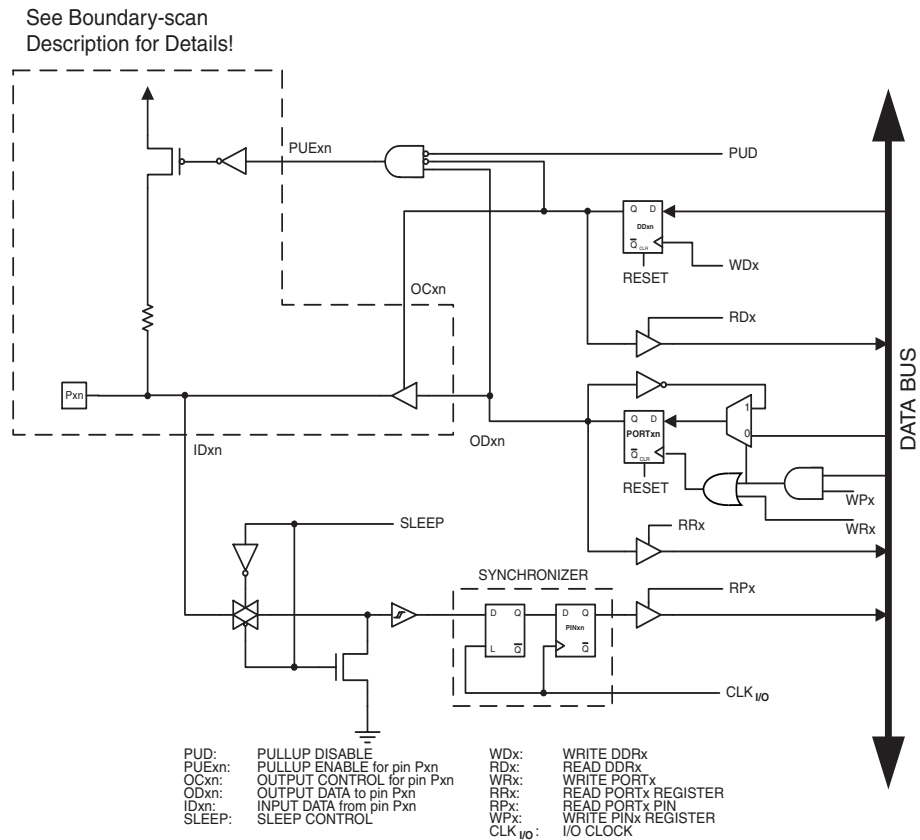 See Boundary-scan
Description for Details!
PUExn
PUD
Q D
DDxn
Q CLR
WDx
RESET
OCxn
RDx
Pxn
ODxn
IDxn
Q D
PORTxn
Q CLR
1
0
RESET
WPx
WRx
RRx
SLEEP
SYNCHRONIZER
RPx
D Q
L Q
D Q
PINxn
Q
CLK I/O
DATA BUS
PUD: PULLUP DISABLE
PUExn: PULLUP ENABLE for pin Pxn
OCxn: OUTPUT CONTROL for pin Pxn
ODxn: OUTPUT DATA to pin Pxn
IDxn: INPUT DATA from pin Pxn
SLEEP: SLEEP CONTROL
WDx: WRITE DDRx
RDx: READ DDRx
WRx: WRITE PORTx
RRx: READ PORTx REGISTER
RPx: READ PORTx PIN
WPx: WRITE PINx REGISTER
CLK I/O: I/O CLOCK